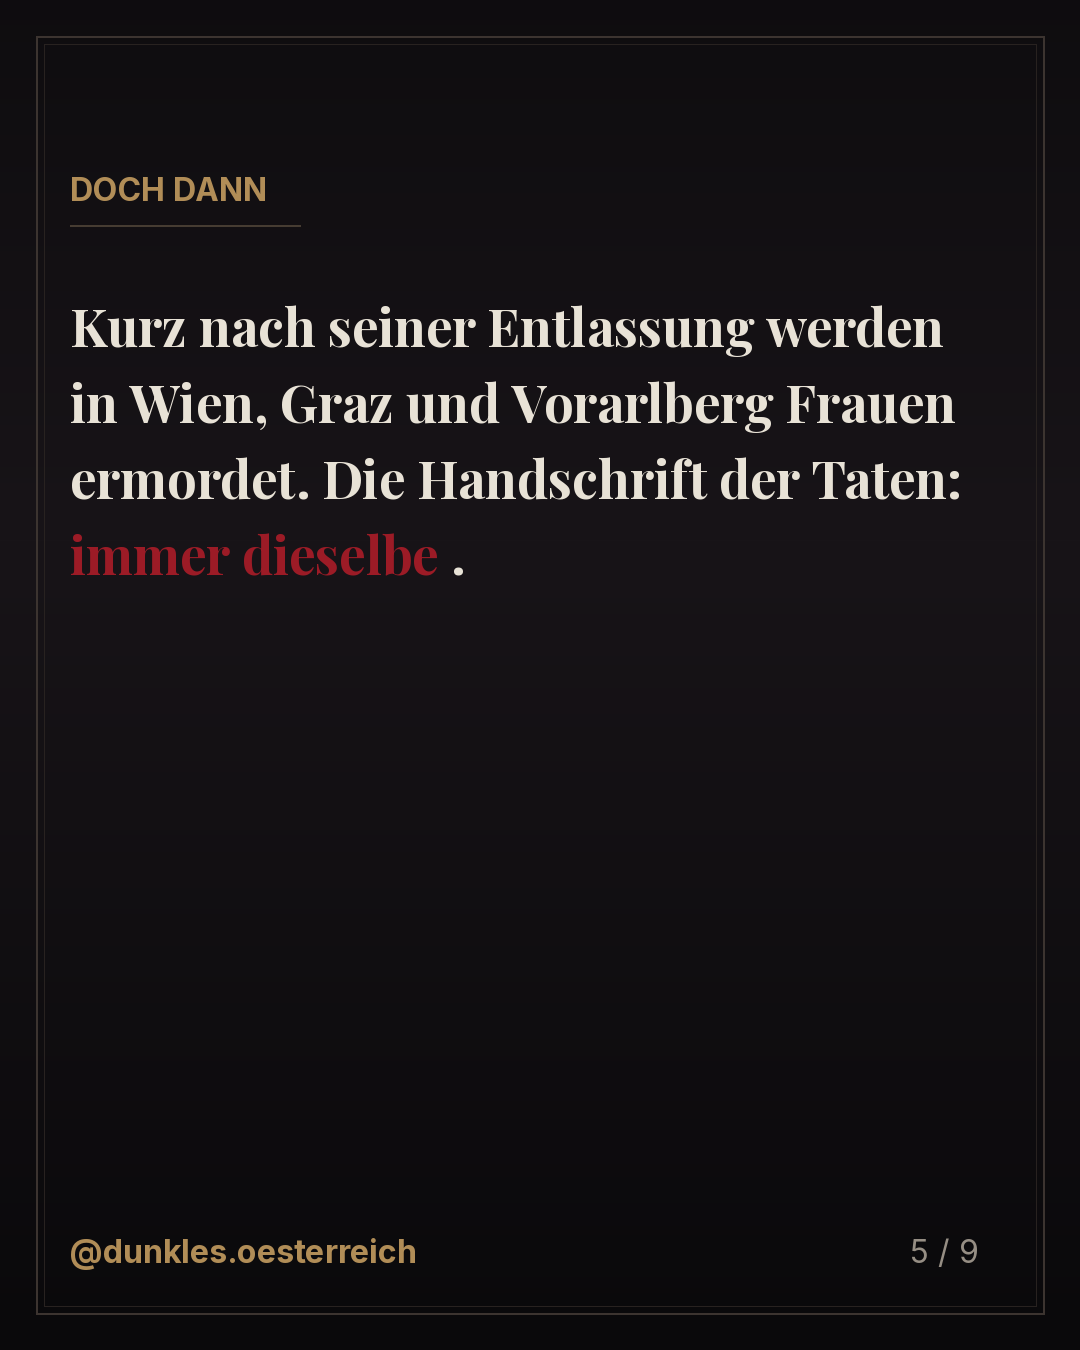 DOCH DANN
Kurz nach seiner Entlassung werden
in Wien, Graz und Vorarlberg Frauen
ermordet. Die Handschrift der Taten:
immer dieselbe .
@dunkles.oesterreich
5 / 9